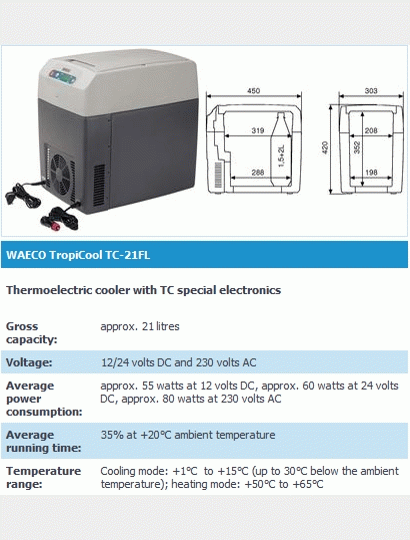 450
303
319
208
420
352
1,5+2L
288
198
WAECO TropiCool TC-21FL
Thermoelectric cooler with TC special electronics
Gross
capacity:
approx. 21 litres
Voltage:
12/24 volts DC and 230 volts AC
Average
power
consumption:
approx. 55 watts at 12 volts DC, approx. 60 watts at 24 volts
DC, approx. 80 watts at 230 volts AC
Average
running time:
35% at +20°C ambient temperature
Temperature
range:
Cooling mode: +1°C to +15°C (up to 30°C below the ambient
temperature); heating mode: +50°C to +65°C